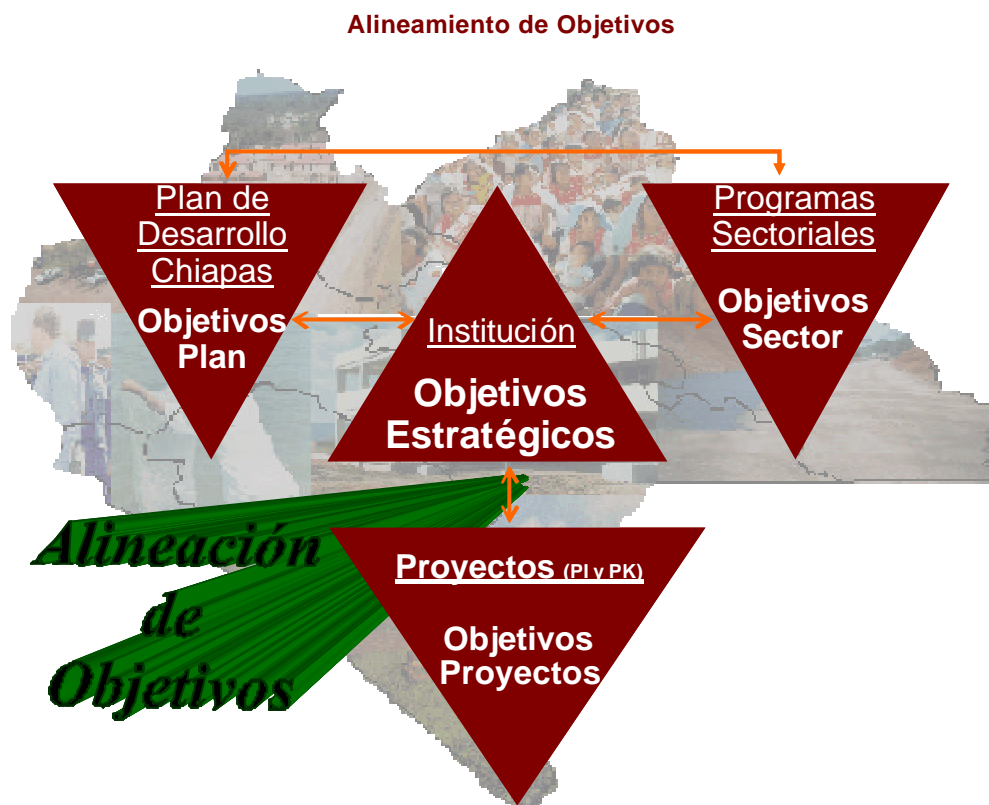 Alineamiento de Objetivos
Plan de
Desarrollo
Chiapas
Objetivos
Plan
Institución
Objetivos
Estratégicos
Programas
Sectoriales
Objetivos
Sector
Alineación
de
Objetivos
Proyectos (PI y PK)
Objetivos
Proyectos